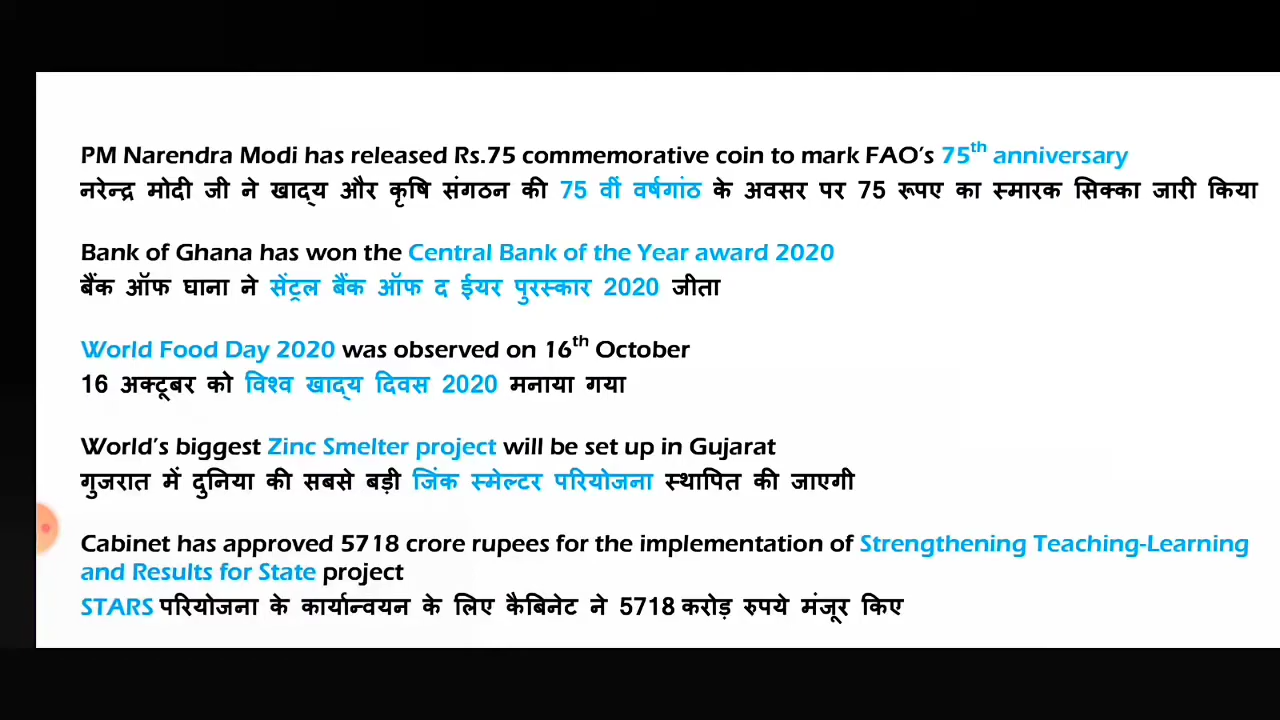 PM Narendra Modi has released Rs.75 commemorative coin to mark FAO's 75th anniversary
नरेन्द्र मोदी जी ने खाद्य और कृषि संगठन की 75 वीं वर्षगांठ के अवसर पर 75 रूपए का स्मारक सिक्का जारी किया
Bank of Ghana has won the Central Bank of the Year award 2020
बैंक ऑफ घाना ने सेंट्रल बैंक ऑफ द ईयर पुरस्कार 2020 जीता
World Food Day 2020 was observed on 16th October
16 अक्टूबर को विश्व खाद्य दिवस 2020 मनाया गया
World's biggest Zinc Smelter project will be set up in Gujarat
गुजरात में दुनिया की सबसे बड़ी जिंक स्मेल्टर परियोजना स्थापित की जाएगी
Cabinet has approved 5718 crore rupees for the implementation of Strengthening Teaching-Learning
and Results for State project
STARS परियोजना के कार्यान्वयन के लिए कैबिनेट ने 5718 करोड़ रुपये मंजूर किए